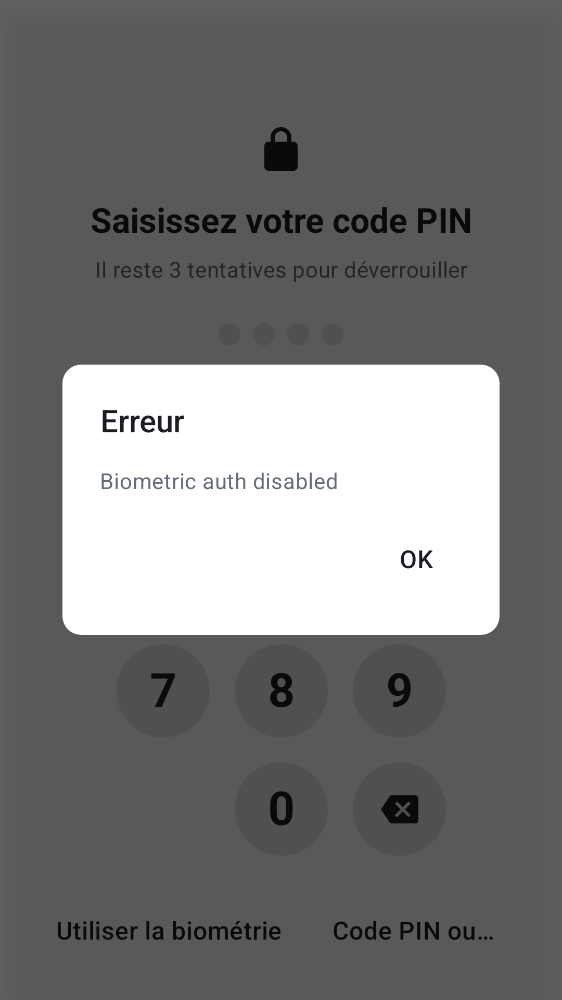 Saisissez votre code PIN
Il reste 3 tentatives pour déverrouiller
Erreur
Biometric auth disabled
OK
7 8 9
0
Utiliser la biométrie Code PIN ou…